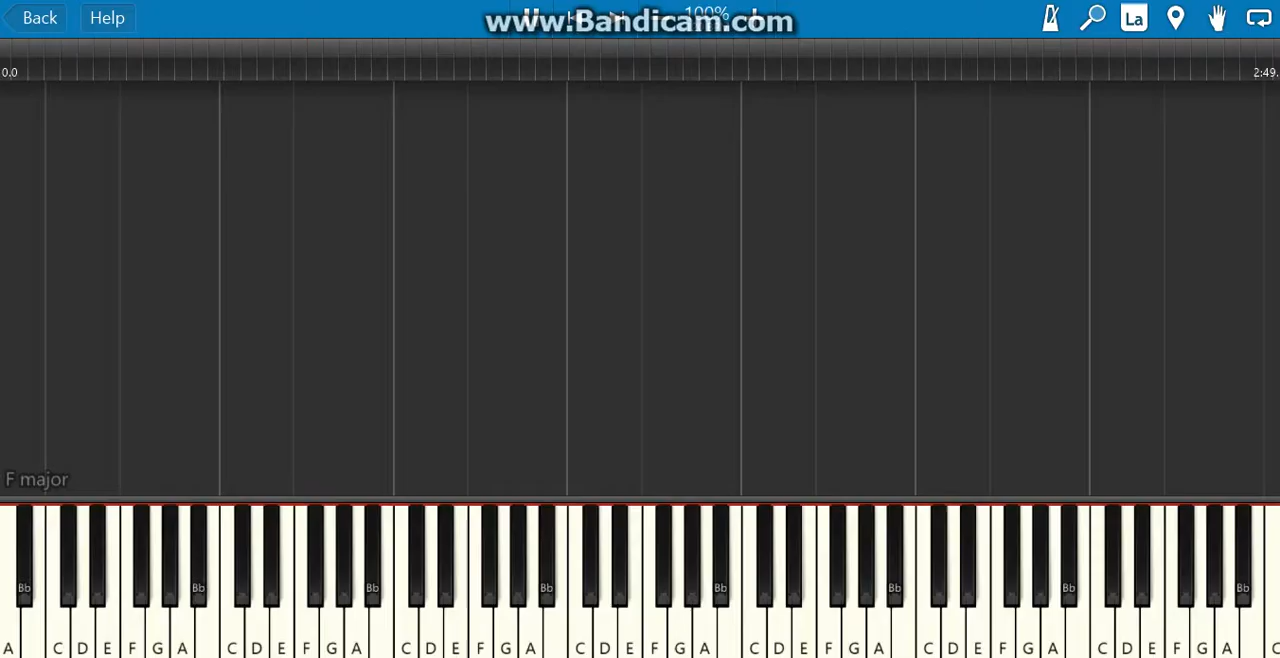 Back Help 100% La
www.Bandicam.com
0.0 2:49.
F major
Bb Bb Bb Bb Bb Bb Bb Bb
A C D E F G A C D E F G A C D E F G A C D E F G A C D E F G A C D E F G A C D E F G A C